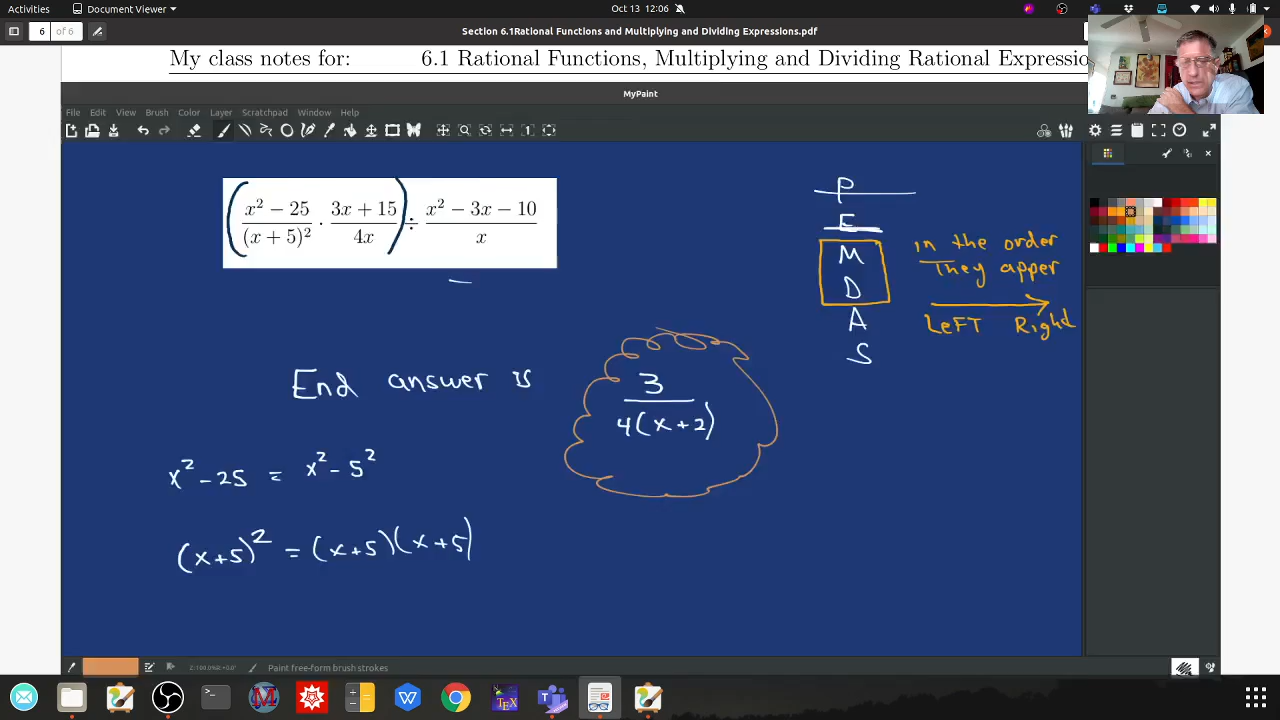 Activities
Document Viewer
Oct 13 12:06
6 of 6
Section 6.1Rational Functions and Multiplying and Dividing Expressions.pdf
My class notes for: 6.1 Rational Functions, Multiplying and Dividing Rational Expressio
MyPaint
File Edit View Brush Color Layer Scratchpad Window Help
(x² − 25/(x + 5)² · 3x + 15/4x) ÷ x² − 3x − 10/x
P
E
M
D
A
S
in the order
They apper
LeFT Right
End answer is
3/4(x+2)
x² - 25 = x² - 5²
(x+5)² = (x+5)(x+5)
Paint free-form brush strokes